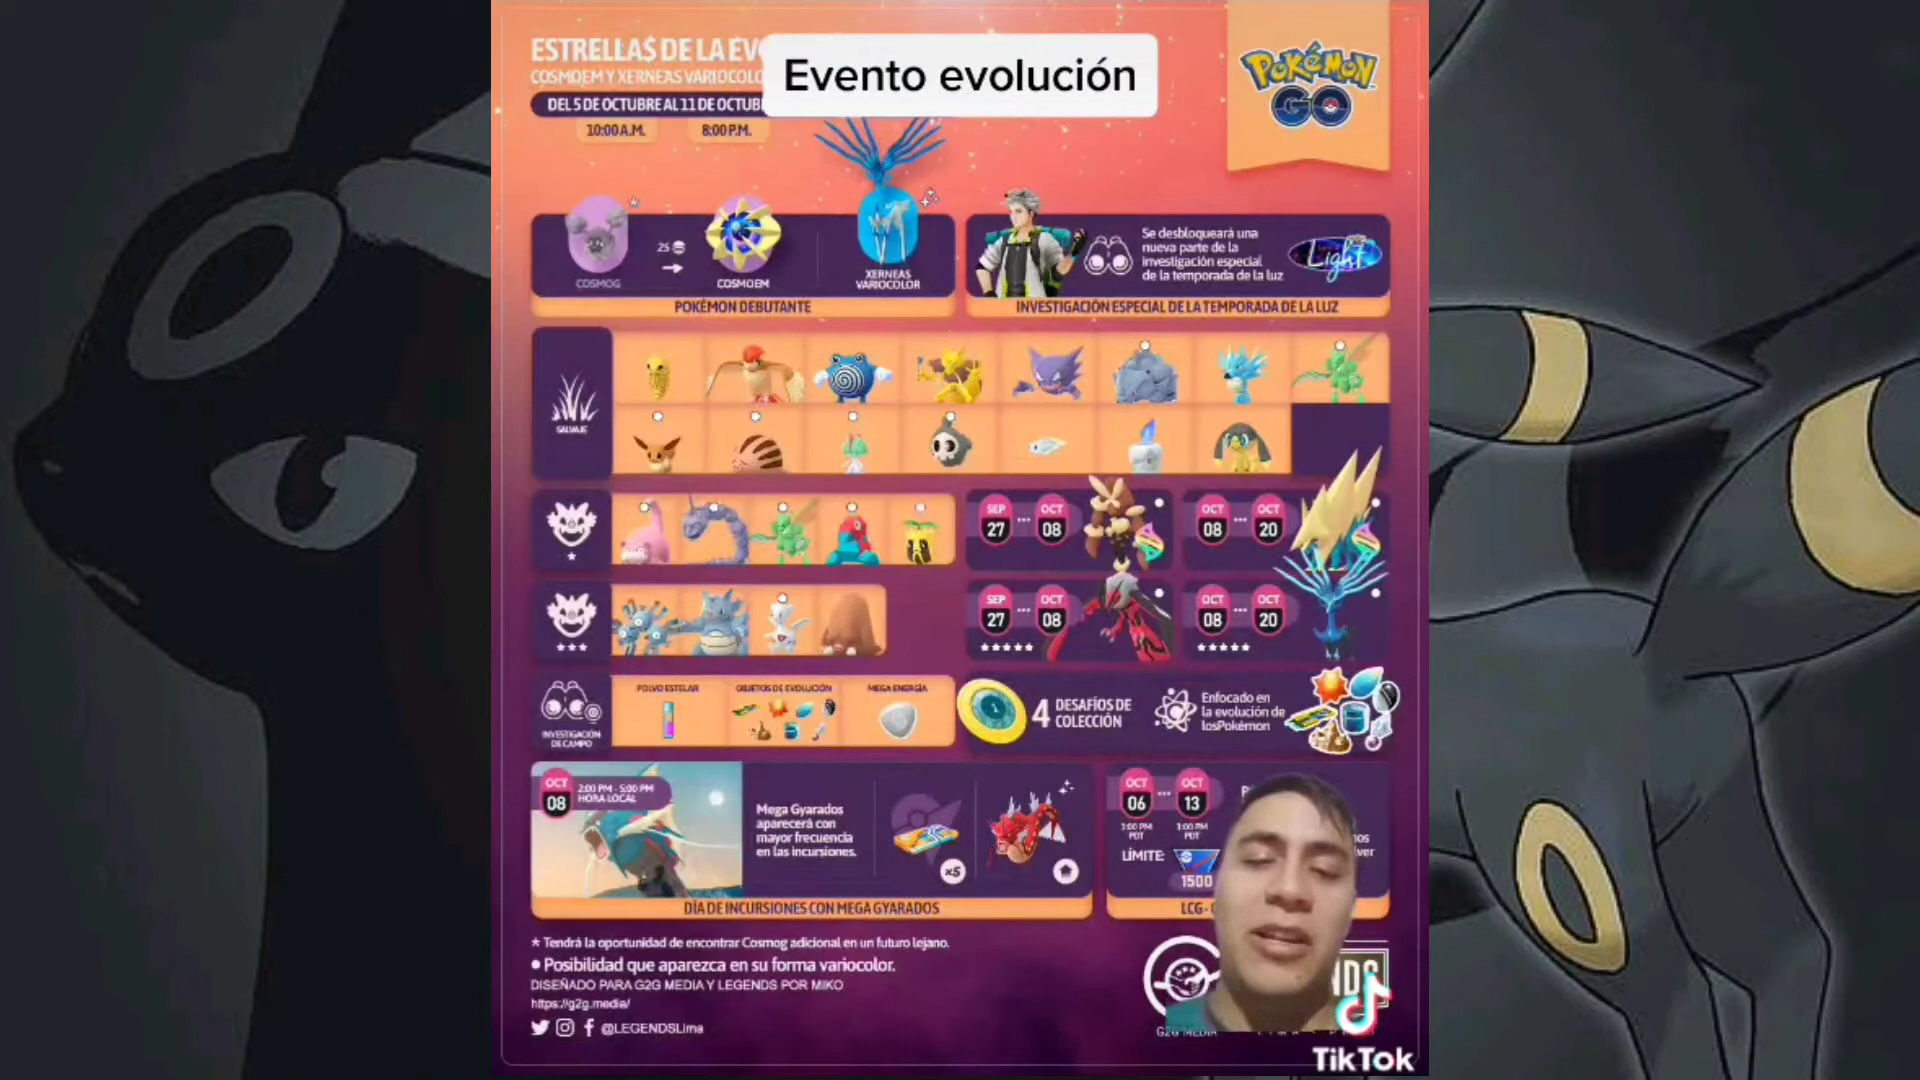 ESTRELLAS DE LA EV
Evento evolución
POKÉMON GO
COSMOEM Y XERNEAS VARIOCOLO
DEL 5 DE OCTUBRE AL 11 DE OCTUB
10:00 A.M.
8:00 P.M.
COSMOG
25
COSMOEM
XERNEAS
VARIOCOLOR
POKÉMON DEBUTANTE
Se desbloqueará una
nueva parte de la
investigación especial
de la temporada de la luz
Light
INVESTIGACIÓN ESPECIAL DE LA TEMPORADA DE LA LUZ
SALVAJE
SEP 27 ... OCT 08
OCT 08 ... OCT 20
SEP 27 ... OCT 08
OCT 08 ... OCT 20
INVESTIGACIÓN
DE CAMPO
POLVO ESTELAR
OBJETOS DE EVOLUCIÓN
MEGA ENERGÍA
4 DESAFÍOS DE
COLECCIÓN
Enfocado en
la evolución de
losPokémon
OCT 08
2:00 PM - 5:00 PM
HORA LOCAL
Mega Gyarados
aparecerá con
mayor frecuencia
en las incursiones.
x5
DÍA DE INCURSIONES CON MEGA GYARADOS
OCT 06 ... OCT 13
1:00 PM
PDT
1:00 PM
PDT
LÍMITE:
1500
LCG-
* Tendrá la oportunidad de encontrar Cosmog adicional en un futuro lejano.
• Posibilidad que aparezca en su forma variocolor.
DISEÑADO PARA G2G MEDIA Y LEGENDS POR MIKO
https://g2g.media/
@LEGENDSLima
G2G MEDIA
NDS
TikTok